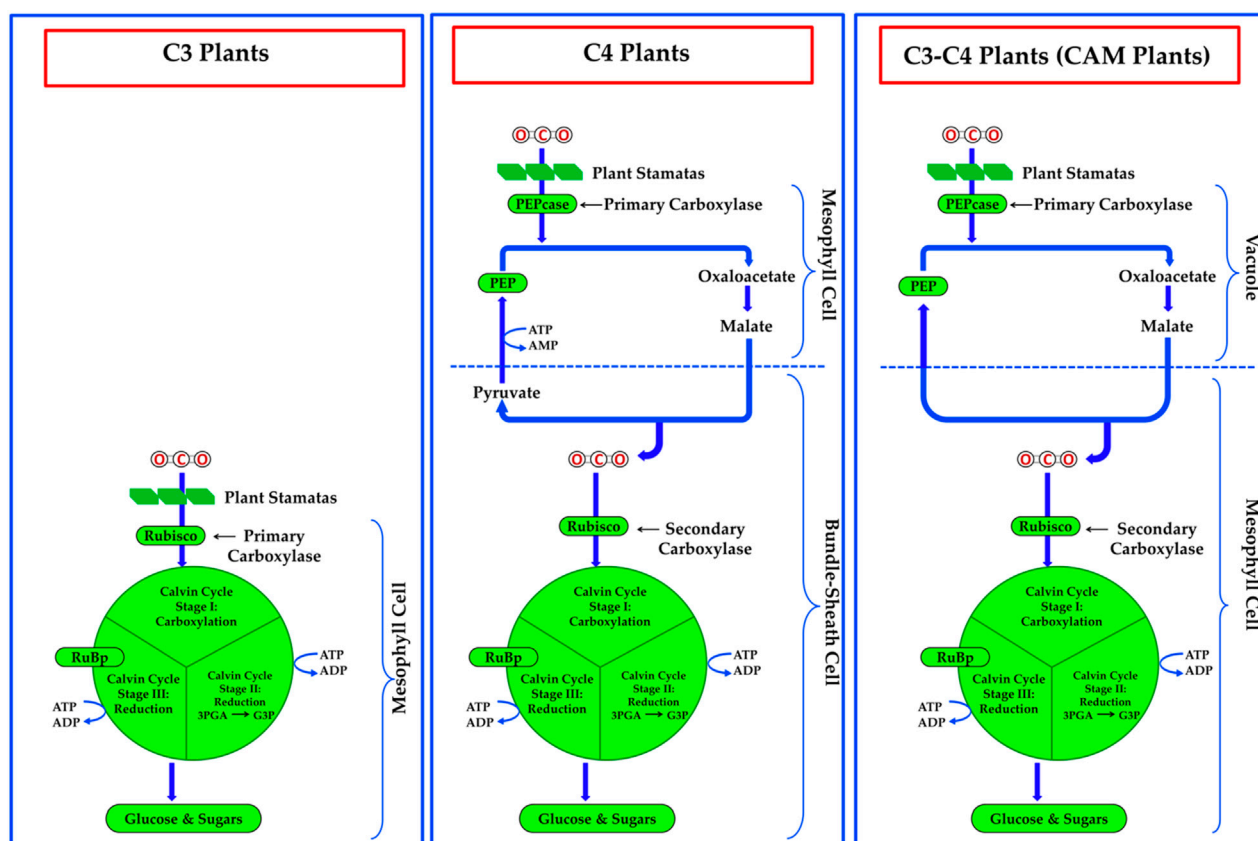 C3 Plants
O C O
Plant Stamatas
Rubisco
Primary
Carboxylase
Calvin Cycle
Stage I:
Carboxylation
RuBp
Calvin Cycle
Stage III:
Reduction
Calvin Cycle
Stage II:
Reduction
3PGA → G3P
ATP
ADP
ATP
ADP
Glucose & Sugars
Mesophyll Cell
C4 Plants
O C O
Plant Stamatas
PEPcase
Primary Carboxylase
PEP
Oxaloacetate
Malate
ATP
AMP
Mesophyll Cell
Pyruvate
O C O
Rubisco
Secondary
Carboxylase
Calvin Cycle
Stage I:
Carboxylation
RuBp
Calvin Cycle
Stage III:
Reduction
Calvin Cycle
Stage II:
Reduction
3PGA → G3P
ATP
ADP
ATP
ADP
Glucose & Sugars
Bundle-Sheath Cell
C3-C4 Plants (CAM Plants)
O C O
Plant Stamatas
PEPcase
Primary Carboxylase
PEP
Oxaloacetate
Malate
Vacuole
O C O
Rubisco
Secondary
Carboxylase
Calvin Cycle
Stage I:
Carboxylation
RuBp
Calvin Cycle
Stage III:
Reduction
Calvin Cycle
Stage II:
Reduction
3PGA → G3P
ATP
ADP
ATP
ADP
Glucose & Sugars
Mesophyll Cell